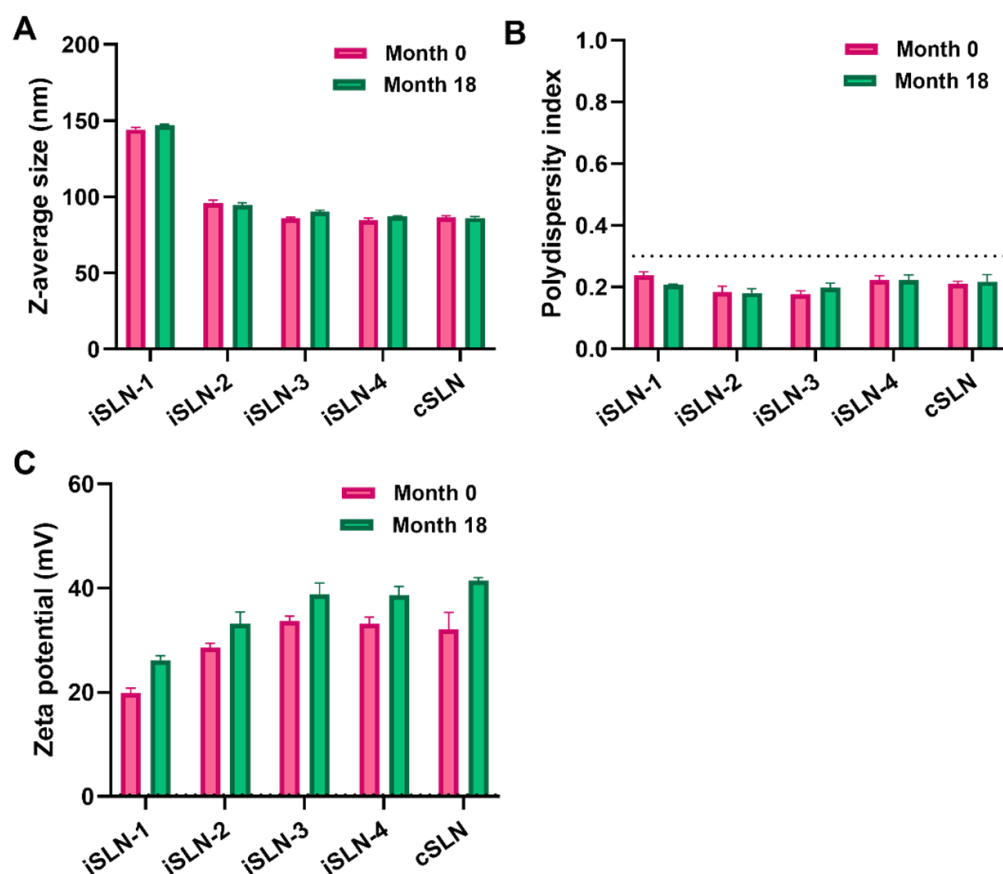 A
Z-average size (nm)
200
150
100
50
0
Month 0
Month 18
iSLN-1
iSLN-2
iSLN-3
iSLN-4
cSLN
B
Polydispersity index
1.0
0.8
0.6
0.4
0.2
0.0
Month 0
Month 18
iSLN-1
iSLN-2
iSLN-3
iSLN-4
cSLN
C
Zeta potential (mV)
60
40
20
0
Month 0
Month 18
iSLN-1
iSLN-2
iSLN-3
iSLN-4
cSLN